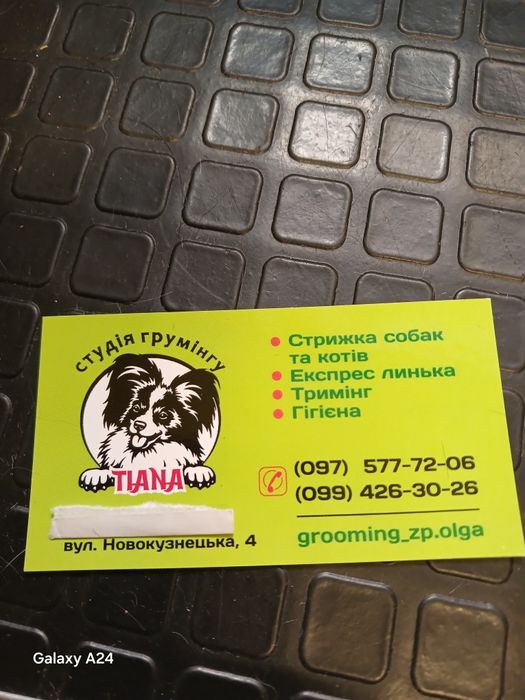 студія грумінгу
TIANA
вул. Новокузнецька, 4
Стрижка собак
та котів
Експрес линька
Тримінг
Гігієна
(097) 577-72-06
(099) 426-30-26
grooming_zp.olga
Galaxy A24